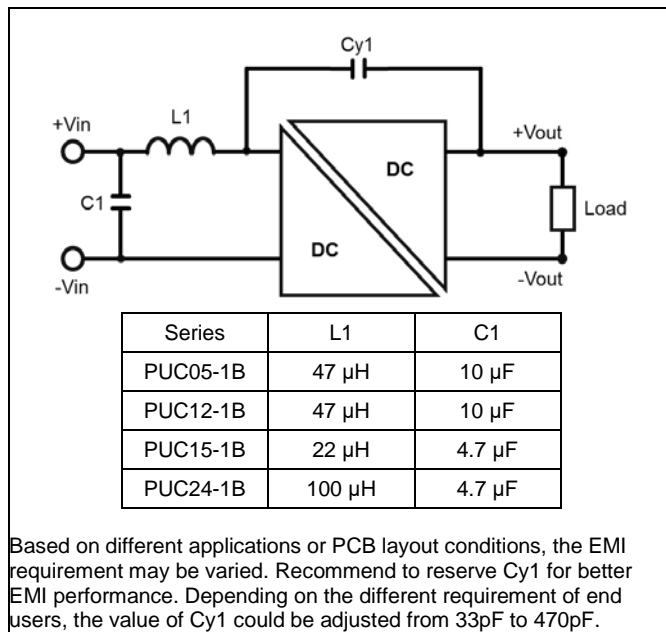 Cy1
+Vin
L1
+Vout
DC
C1
Load
DC
-Vin
-Vout
Series L1 C1
PUC05-1B 47 µH 10 µF
PUC12-1B 47 µH 10 µF
PUC15-1B 22 µH 4.7 µF
PUC24-1B 100 µH 4.7 µF
Based on different applications or PCB layout conditions, the EMI
requirement may be varied. Recommend to reserve Cy1 for better
EMI performance. Depending on the different requirement of end
users, the value of Cy1 could be adjusted from 33pF to 470pF.